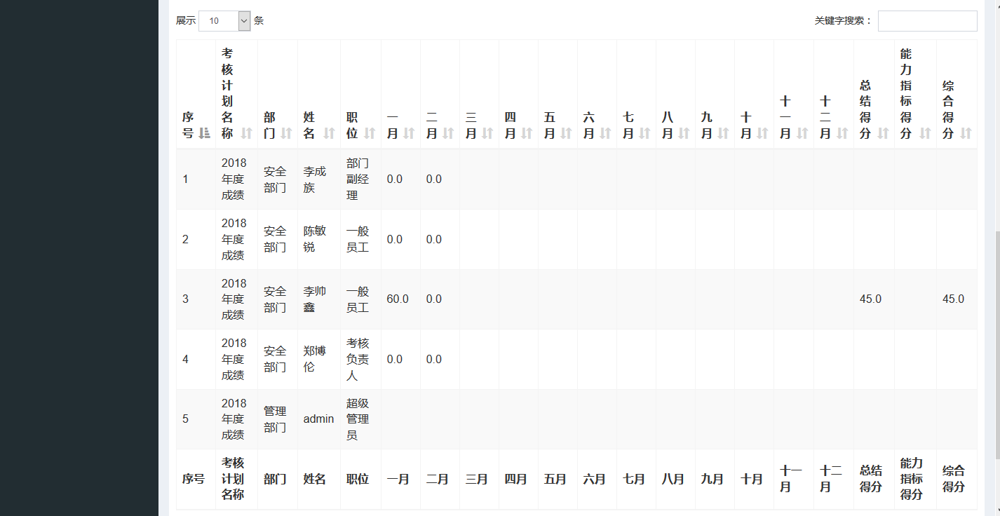 展示 10 条 关键字搜索：
序号 考核计划名称 部门 姓名 职位 一月 二月 三月 四月 五月 六月 七月 八月 九月 十月 十一月 十二月 总结得分 能力指标得分 综合得分
1 2018年度成绩 安全部门 李成族 部门副经理 0.0 0.0
2 2018年度成绩 安全部门 陈敏锐 一般员工 0.0 0.0
3 2018年度成绩 安全部门 李帅鑫 一般员工 60.0 0.0 45.0 45.0
4 2018年度成绩 安全部门 郑博伦 考核负责人 0.0 0.0
5 2018年度成绩 管理部门 admin 超级管理员
序号 考核计划名称 部门 姓名 职位 一月 二月 三月 四月 五月 六月 七月 八月 九月 十月 十一月 十二月 总结得分 能力指标得分 综合得分